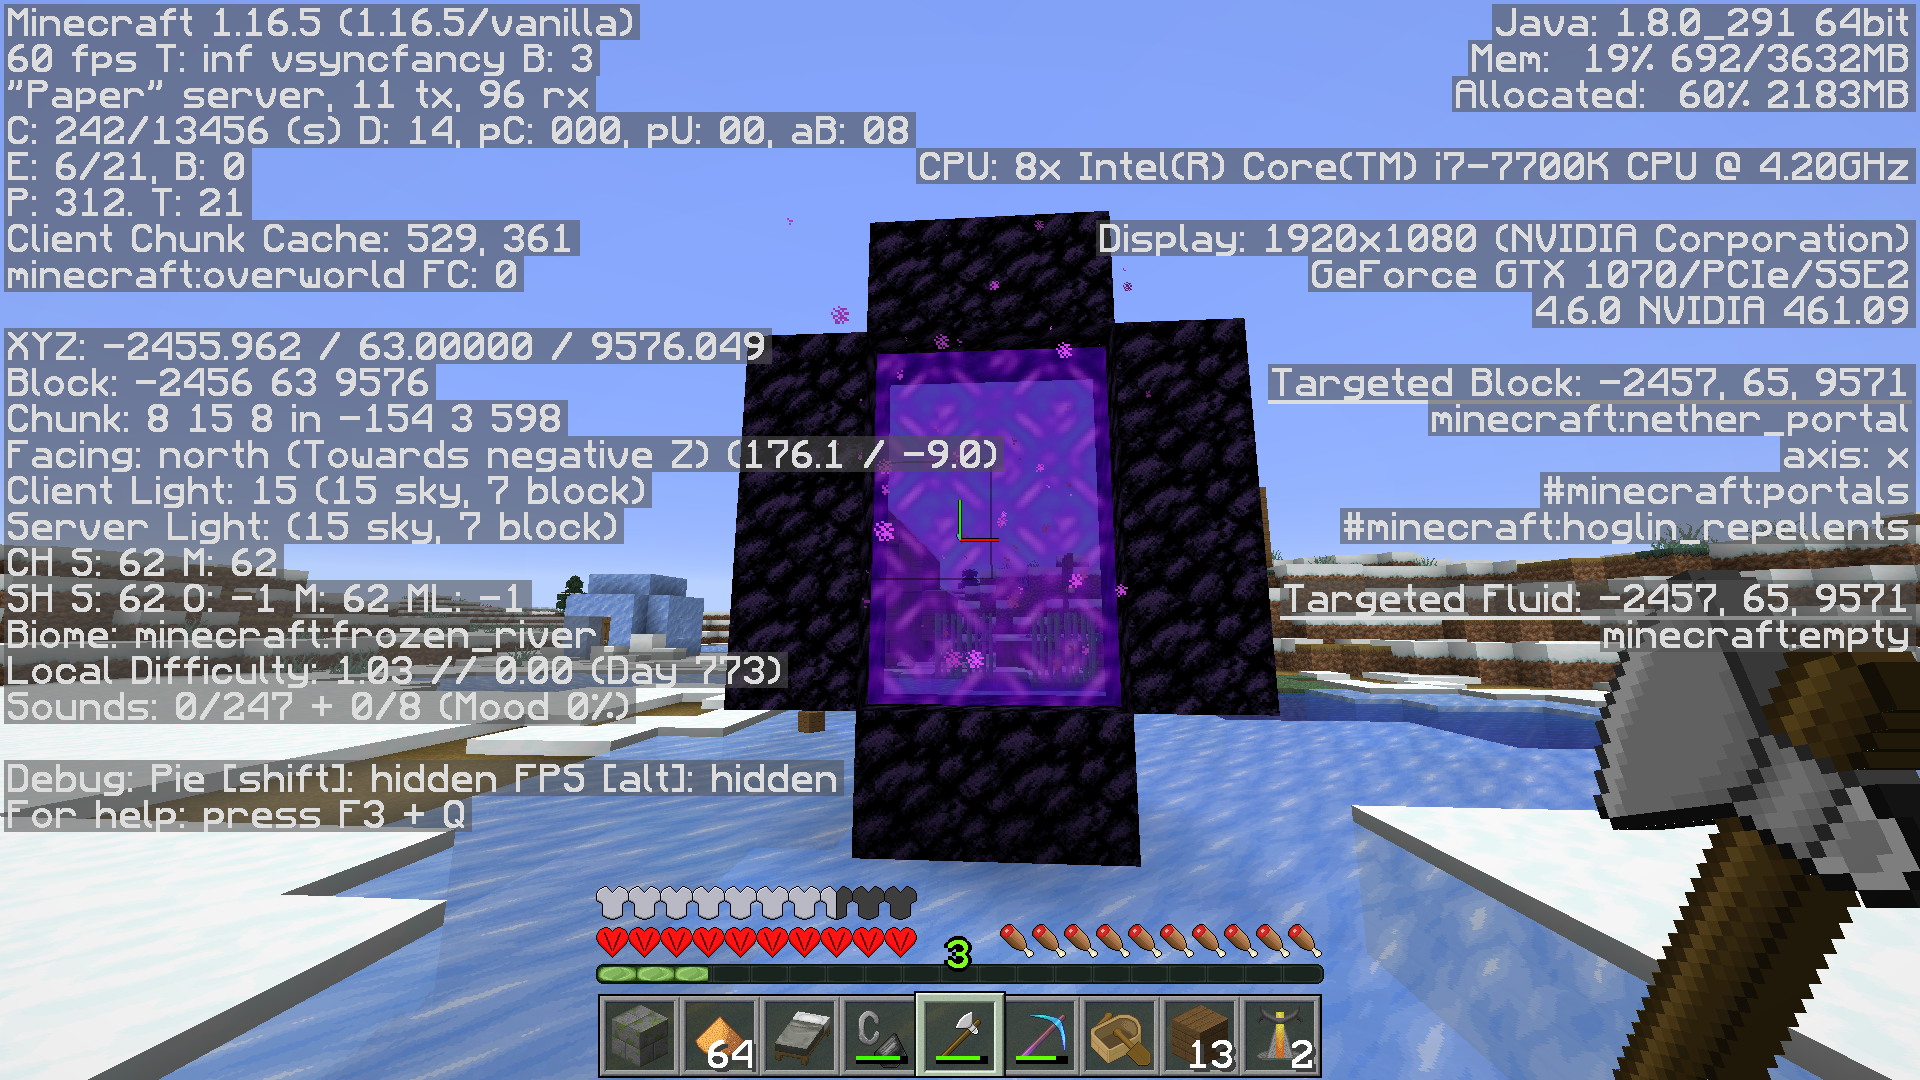 Minecraft 1.16.5 (1.16.5/vanilla)
60 fps T: inf vsyncfancy B: 3
"Paper" server, 11 tx, 96 rx
C: 242/13456 (s) D: 14, pC: 000, pU: 00, aB: 08
E: 6/21, B: 0
P: 312. T: 21
Client Chunk Cache: 529, 361
minecraft:overworld FC: 0
XYZ: -2455.962 / 63.00000 / 9576.049
Block: -2456 63 9576
Chunk: 8 15 8 in -154 3 598
Facing: north (Towards negative Z) (176.1 / -9.0)
Client Light: 15 (15 sky, 7 block)
Server Light: (15 sky, 7 block)
CH S: 62 M: 62
SH S: 62 O: -1 M: 62 ML: -1
Biome: minecraft:frozen_river
Local Difficulty: 1.03 // 0.00 (Day 773)
Sounds: 0/247 + 0/8 (Mood 0%)
Debug: Pie [shift]: hidden FPS [alt]: hidden
For help: press F3 + Q
Java: 1.8.0_291 64bit
Mem: 19% 692/3632MB
Allocated: 60% 2183MB
CPU: 8x Intel(R) Core(TM) i7-7700K CPU @ 4.20GHz
Display: 1920x1080 (NVIDIA Corporation)
GeForce GTX 1070/PCIe/SSE2
4.6.0 NVIDIA 461.09
Targeted Block: -2457, 65, 9571
minecraft:nether_portal
axis: x
#minecraft:portals
#minecraft:hoglin_repellents
Targeted Fluid: -2457, 65, 9571
minecraft:empty
3
64
13
2